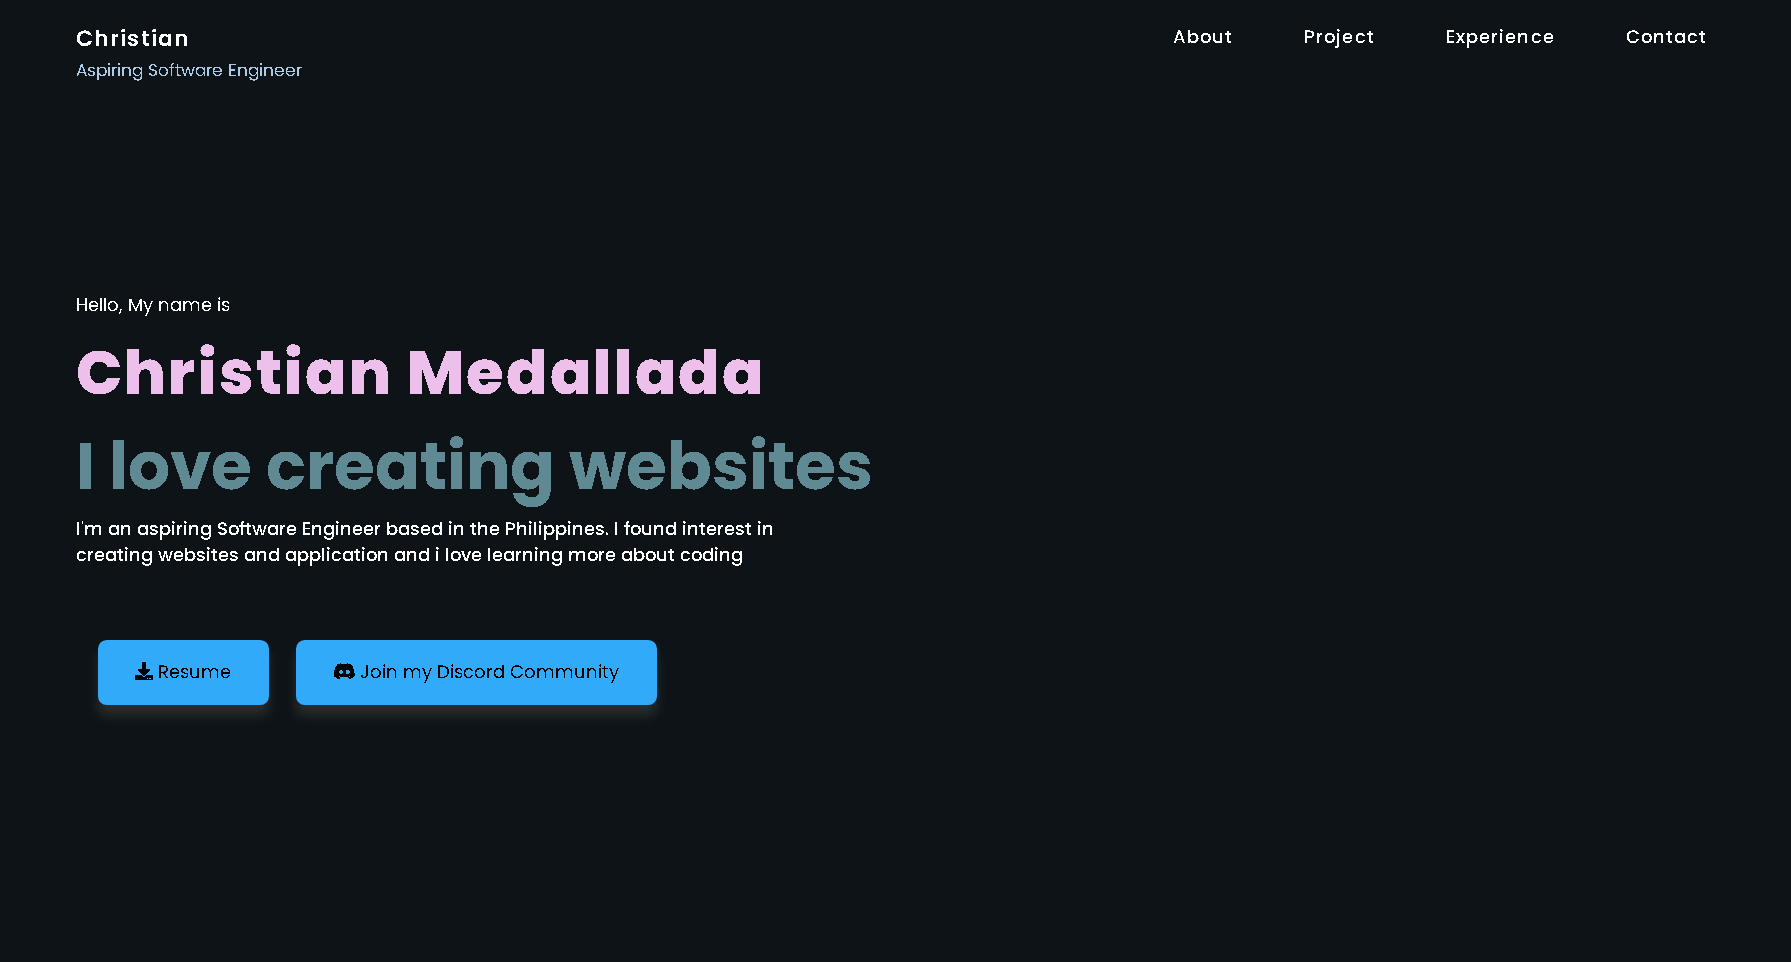 Christian
Aspiring Software Engineer
About
Project
Experience
Contact
Hello, My name is
Christian Medallada
I love creating websites
I'm an aspiring Software Engineer based in the Philippines. I found interest in
creating websites and application and i love learning more about coding
Resume
Join my Discord Community